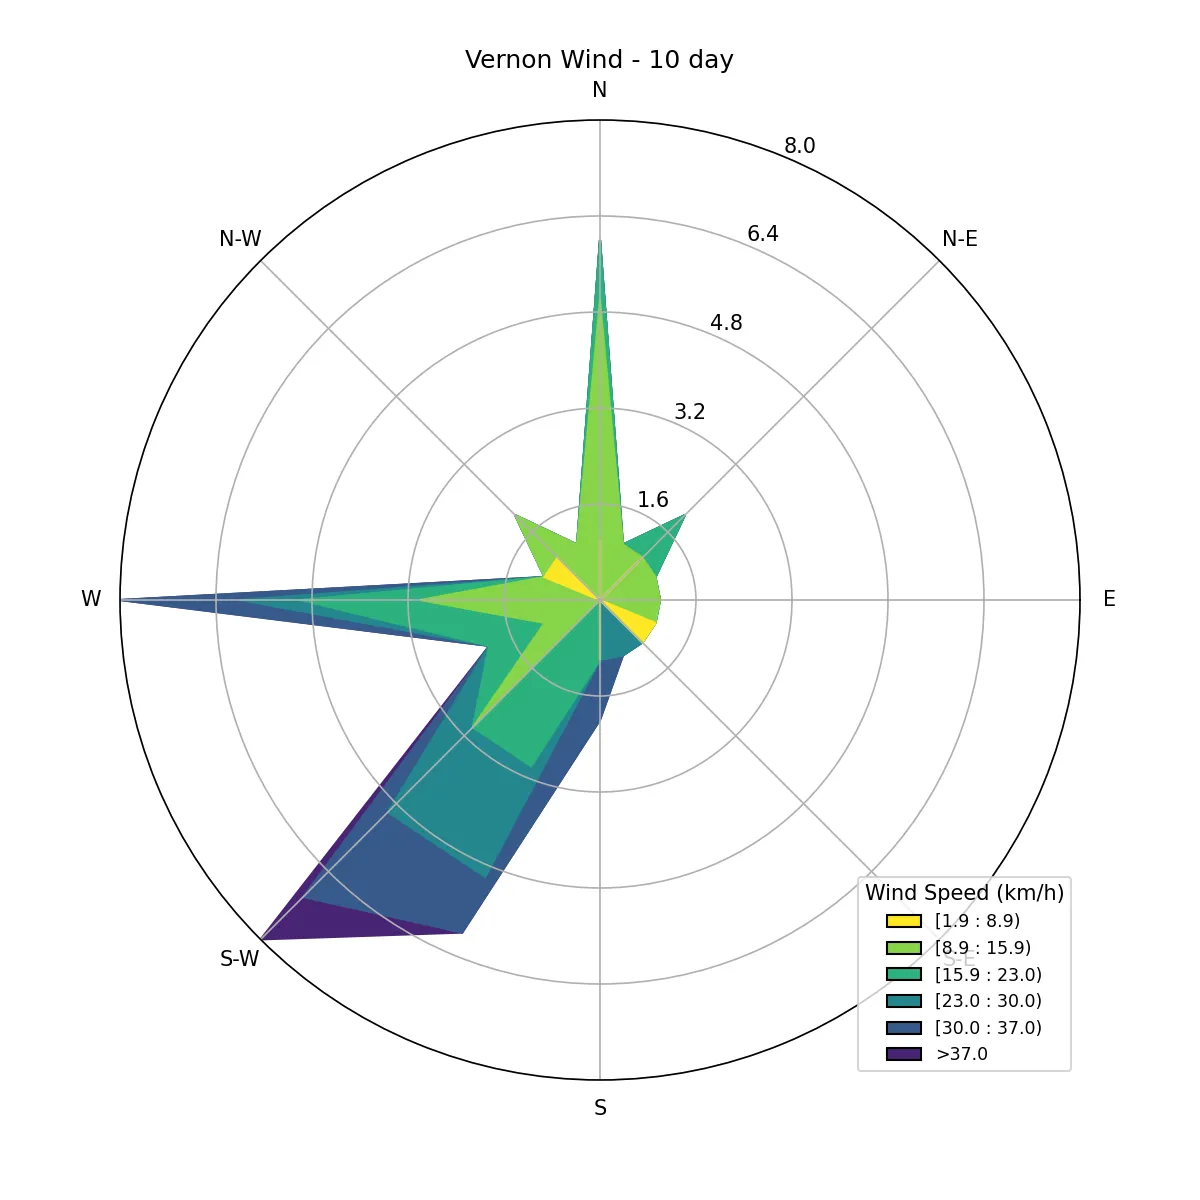 Vernon Wind - 10 day
N
8.0
N-W
6.4
N-E
4.8
3.2
1.6
W
E
S-W
S-E
S
Wind Speed (km/h)
[1.9 : 8.9)
[8.9 : 15.9)
[15.9 : 23.0)
[23.0 : 30.0)
[30.0 : 37.0)
>37.0